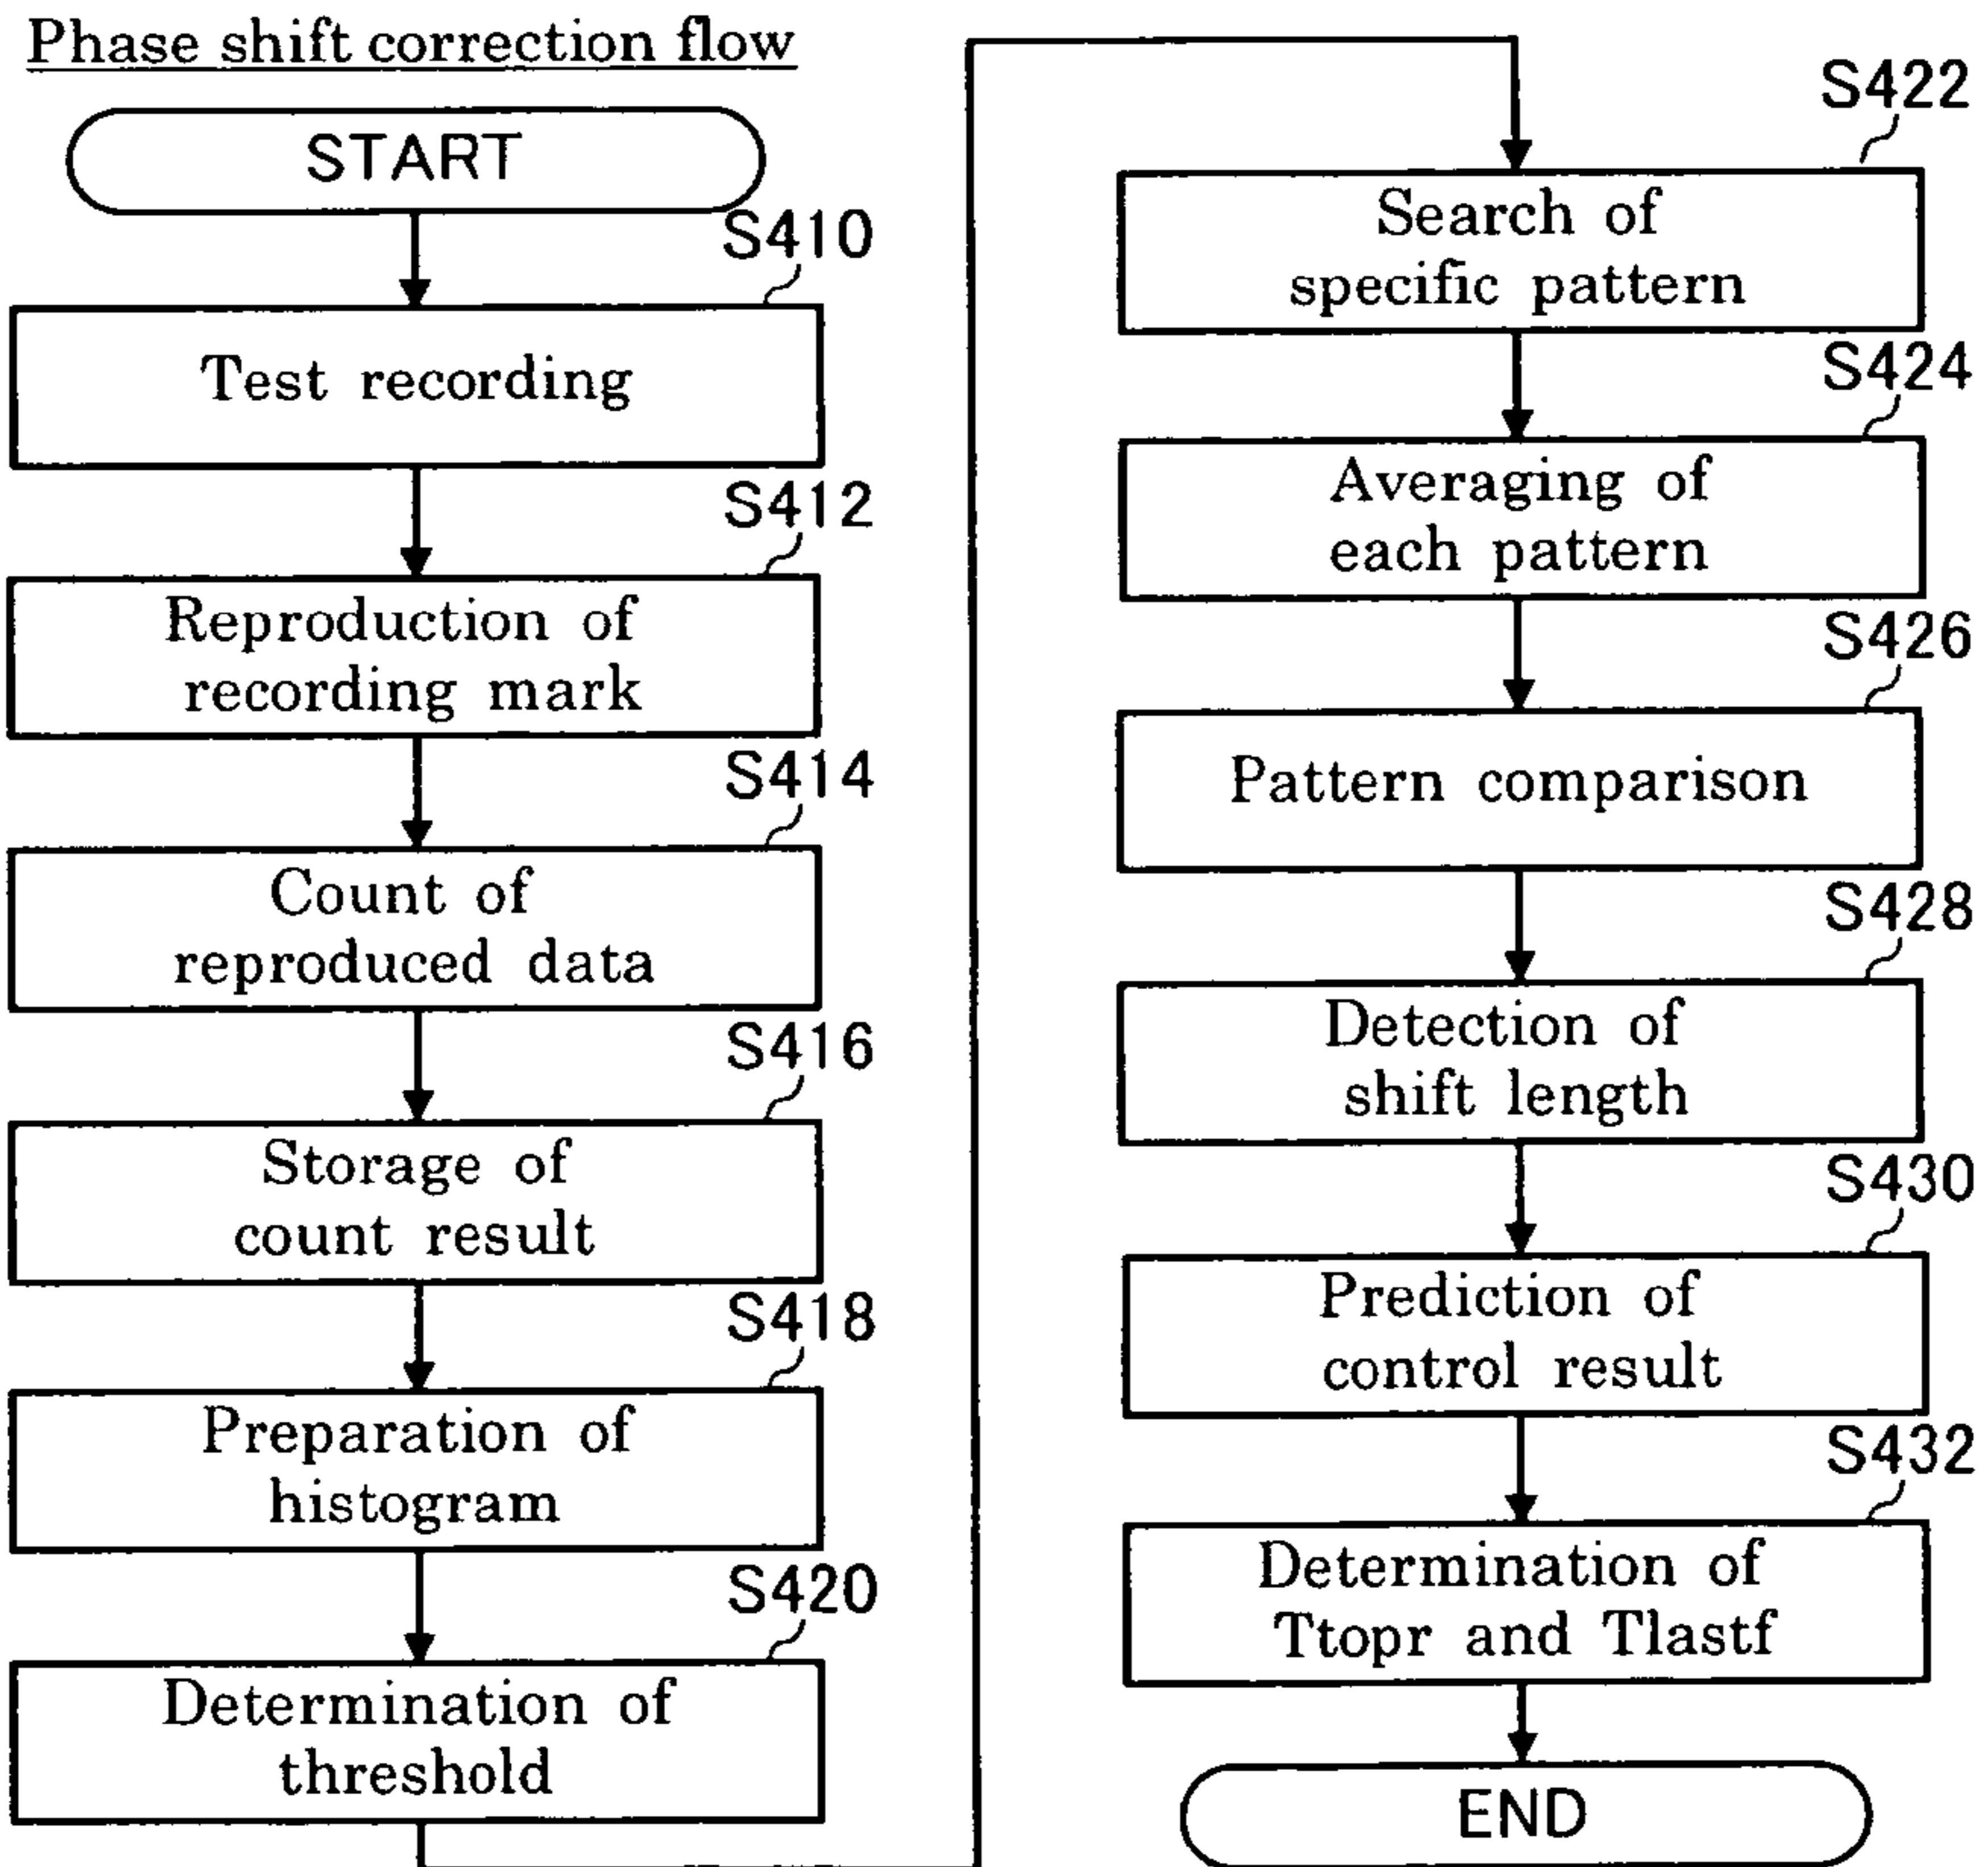 Phase shift correction flow
START
S410
Test recording
S412
Reproduction of
recording mark
S414
Count of
reproduced data
S416
Storage of
count result
S418
Preparation of
histogram
S420
Determination of
threshold
S422
Search of
specific pattern
S424
Averaging of
each pattern
S426
Pattern comparison
S428
Detection of
shift length
S430
Prediction of
control result
S432
Determination of
Ttopr and Tlastf
END